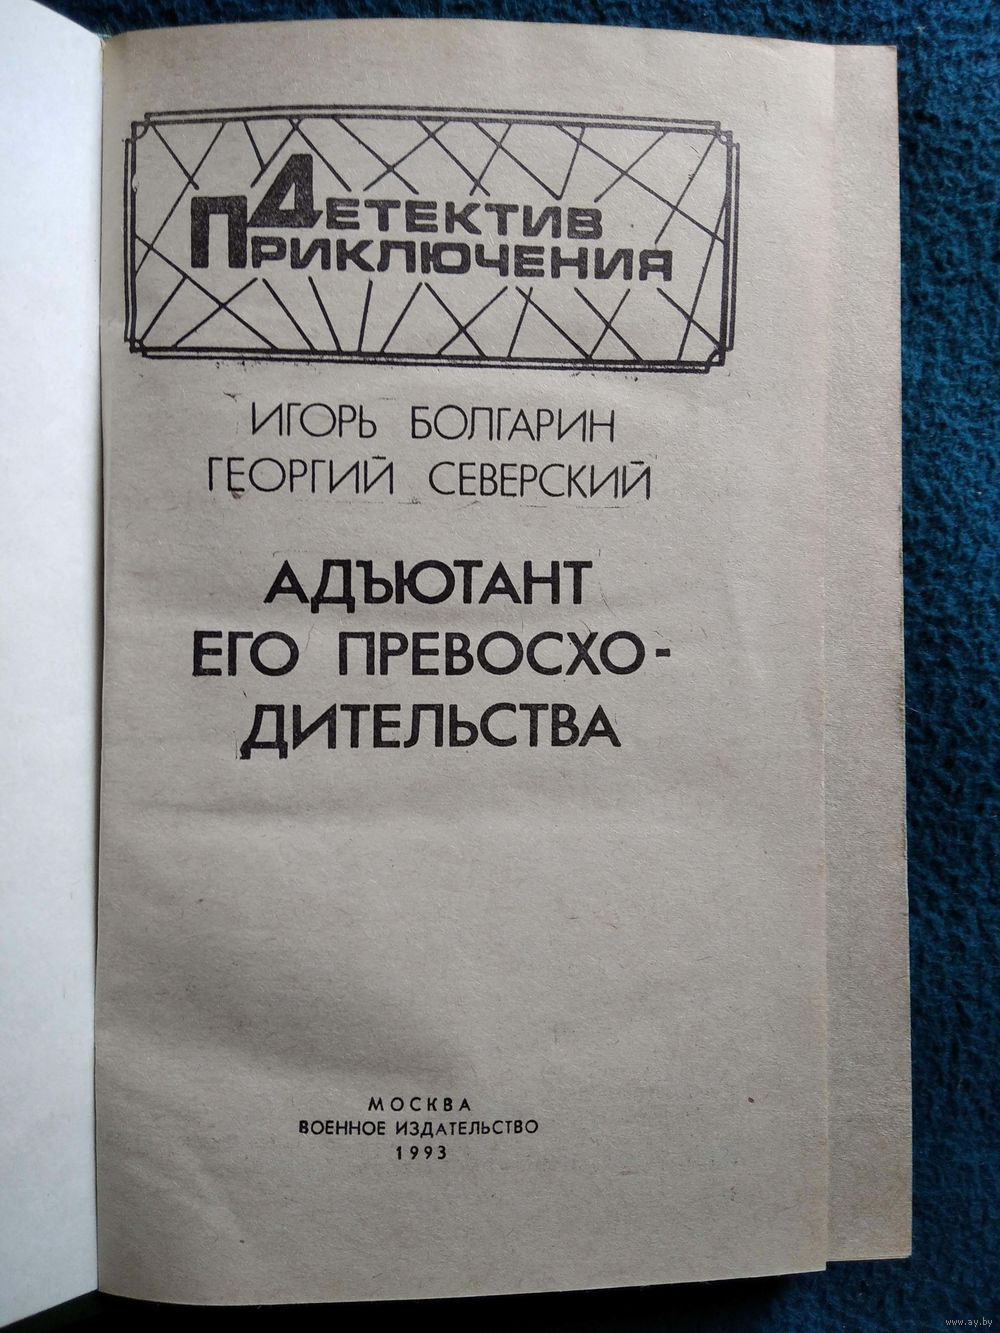 ДЕТЕКТИВ
ПРИКЛЮЧЕНИЯ
ИГОРЬ БОЛГАРИН
ГЕОРГИЙ СЕВЕРСКИЙ
АДЪЮТАНТ
ЕГО ПРЕВОСХО-
ДИТЕЛЬСТВА
МОСКВА
ВОЕННОЕ ИЗДАТЕЛЬСТВО
1993
www.ay.by